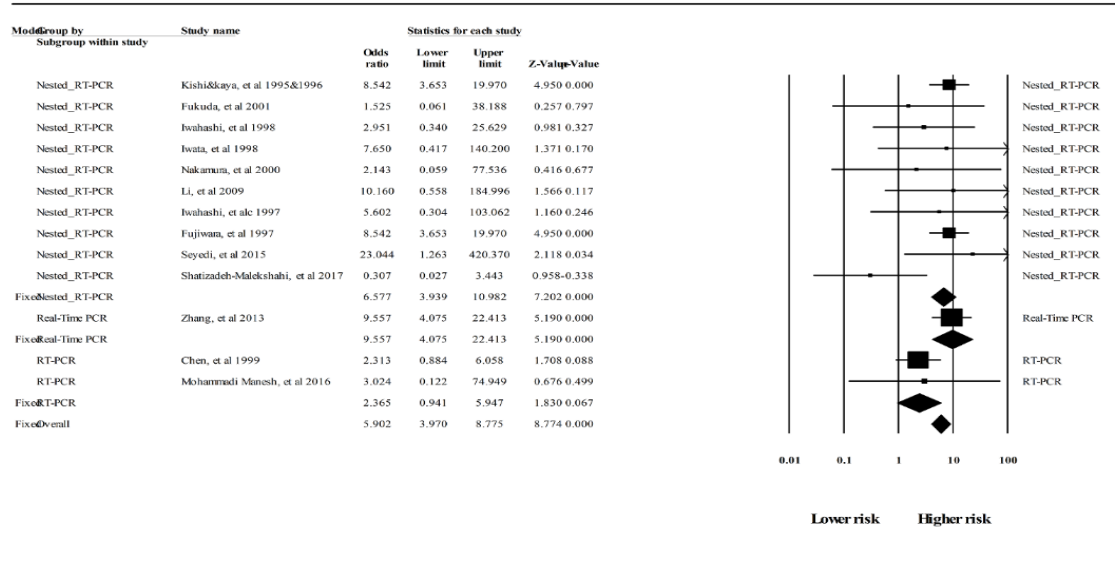 Model Group by Study name Statistics for each study
Subgroup within study
Odds ratio Lower limit Upper limit Z-Value p-Value
Nested_RT-PCR Kishi&kaya, et al 1995&1996 8.542 3.653 19.970 4.950 0.000 Nested_RT-PCR
Nested_RT-PCR Fukuda, et al 2001 1.525 0.061 38.188 0.257 0.797 Nested_RT-PCR
Nested_RT-PCR Iwahashi, et al 1998 2.951 0.340 25.629 0.981 0.327 Nested_RT-PCR
Nested_RT-PCR Iwata, et al 1998 7.650 0.417 140.200 1.371 0.170 Nested_RT-PCR
Nested_RT-PCR Nakamura, et al 2000 2.143 0.059 77.536 0.416 0.677 Nested_RT-PCR
Nested_RT-PCR Li, et al 2009 10.160 0.558 184.996 1.566 0.117 Nested_RT-PCR
Nested_RT-PCR Iwahashi, et alc 1997 5.602 0.304 103.062 1.160 0.246 Nested_RT-PCR
Nested_RT-PCR Fujiwara, et al 1997 8.542 3.653 19.970 4.950 0.000 Nested_RT-PCR
Nested_RT-PCR Seyedi, et al 2015 23.044 1.263 420.370 2.118 0.034 Nested_RT-PCR
Nested_RT-PCR Shatizadeh-Malekshahi, et al 2017 0.307 0.027 3.443 0.958-0.338 Nested_RT-PCR
Fixed Nested_RT-PCR 6.577 3.939 10.982 7.202 0.000
Real-Time PCR Zhang, et al 2013 9.557 4.075 22.413 5.190 0.000 Real-Time PCR
Fixed Real-Time PCR 9.557 4.075 22.413 5.190 0.000
RT-PCR Chen, et al 1999 2.313 0.884 6.058 1.708 0.088 RT-PCR
RT-PCR Mohammadi Manesh, et al 2016 3.024 0.122 74.949 0.676 0.499 RT-PCR
Fixed RT-PCR 2.365 0.941 5.947 1.830 0.067
Fixed Overall 5.902 3.970 8.775 8.774 0.000
0.01 0.1 1 10 100
Lower risk Higher risk